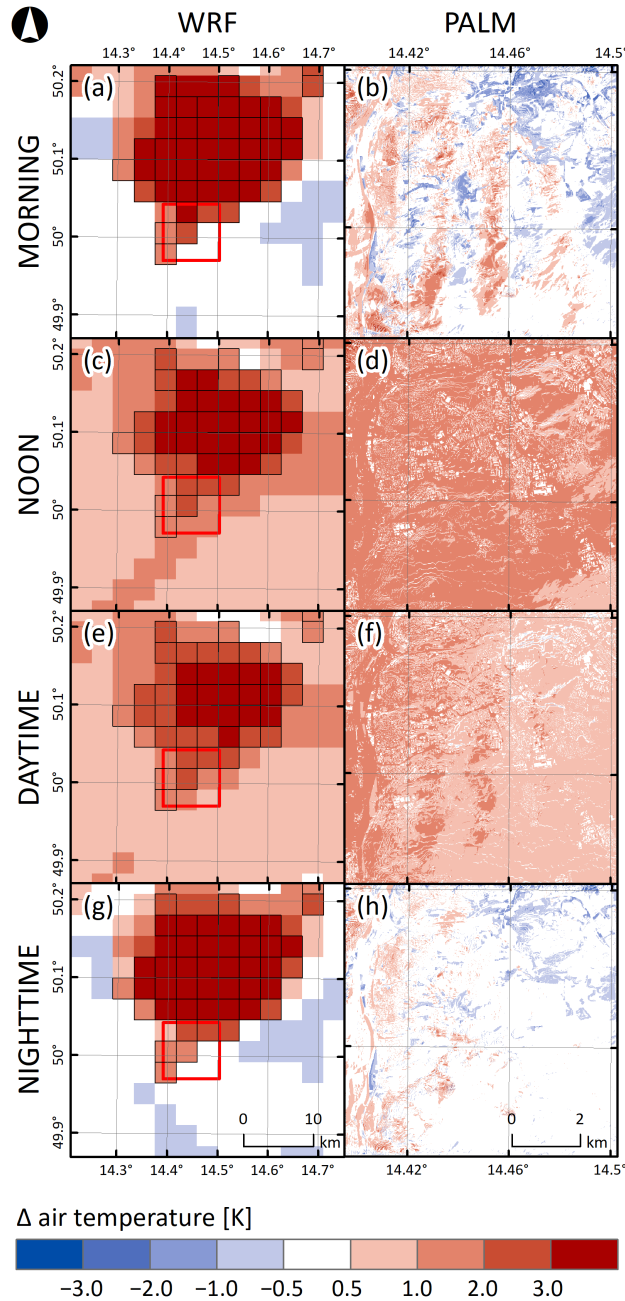 WRF PALM
14.3° 14.4° 14.5° 14.6° 14.7° 14.42° 14.46° 14.5°
MORNING
50.2°
50.1°
50°
49.9°
(a) (b)
NOON
50.2°
50.1°
50°
49.9°
(c) (d)
DAYTIME
50.2°
50.1°
50°
49.9°
(e) (f)
NIGHTTIME
50.2°
50.1°
50°
49.9°
(g) (h)
0 10
km
0 2
km
14.3° 14.4° 14.5° 14.6° 14.7° 14.42° 14.46° 14.5°
Δ air temperature [K]
−3.0 −2.0 −1.0 −0.5 0.5 1.0 2.0 3.0